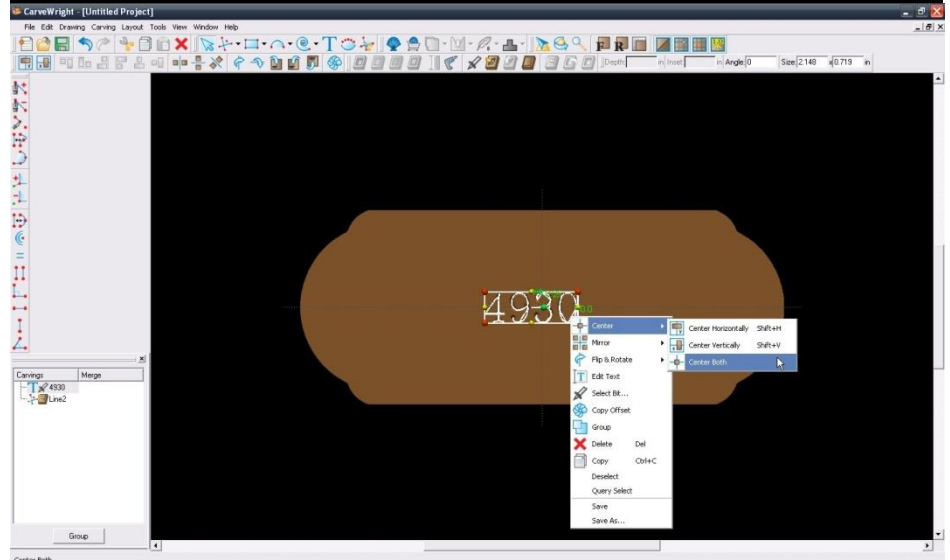 CarveWright - [Untitled Project]
File Edit Drawing Carving Layout Tools View Window Help
Depth: in Inset: in Angle: 0 Size: 2.148 x 0.719 in
4930
0.0
Center
Center Horizontally Shift+H
Mirror
Center Vertically Shift+V
Flip & Rotate
Center Both
Edit Text
Select Bit...
Copy Offset
Group
Delete Del
Copy Ctrl+C
Deselect
Query Select
Save
Save As...
Carvings Merge
4930
Line2
Group
Center Both